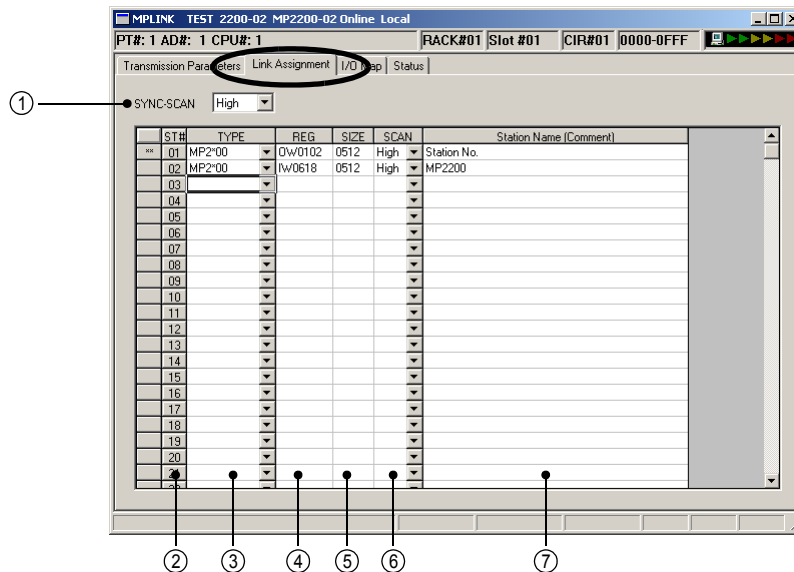 MPLINK TEST 2200-02 MP2200-02 Online Local
PT#: 1 AD#: 1 CPU#: 1 RACK#01 Slot #01 CIR#01 0000-0FFF
Transmission Parameters Link Assignment I/O Map Status
① SYNC-SCAN High
ST# TYPE REG SIZE SCAN Station Name (Comment)
** 01 MP2*00 OW0102 0512 High Station No.
02 MP2*00 IW0618 0512 High MP2200
03
04
05
06
07
08
09
10
11
12
13
14
15
16
17
18
19
20
21
② ③ ④ ⑤ ⑥ ⑦